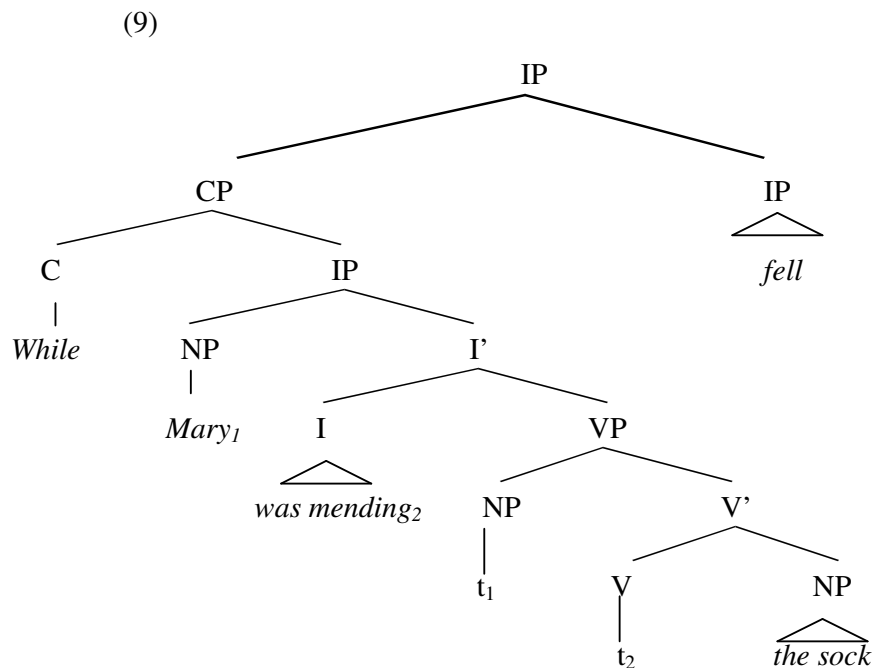 (9)
IP
CP IP
C IP fell
While NP I’
Mary₁ I VP
was mending₂ NP V’
t₁ V NP
t₂ the sock